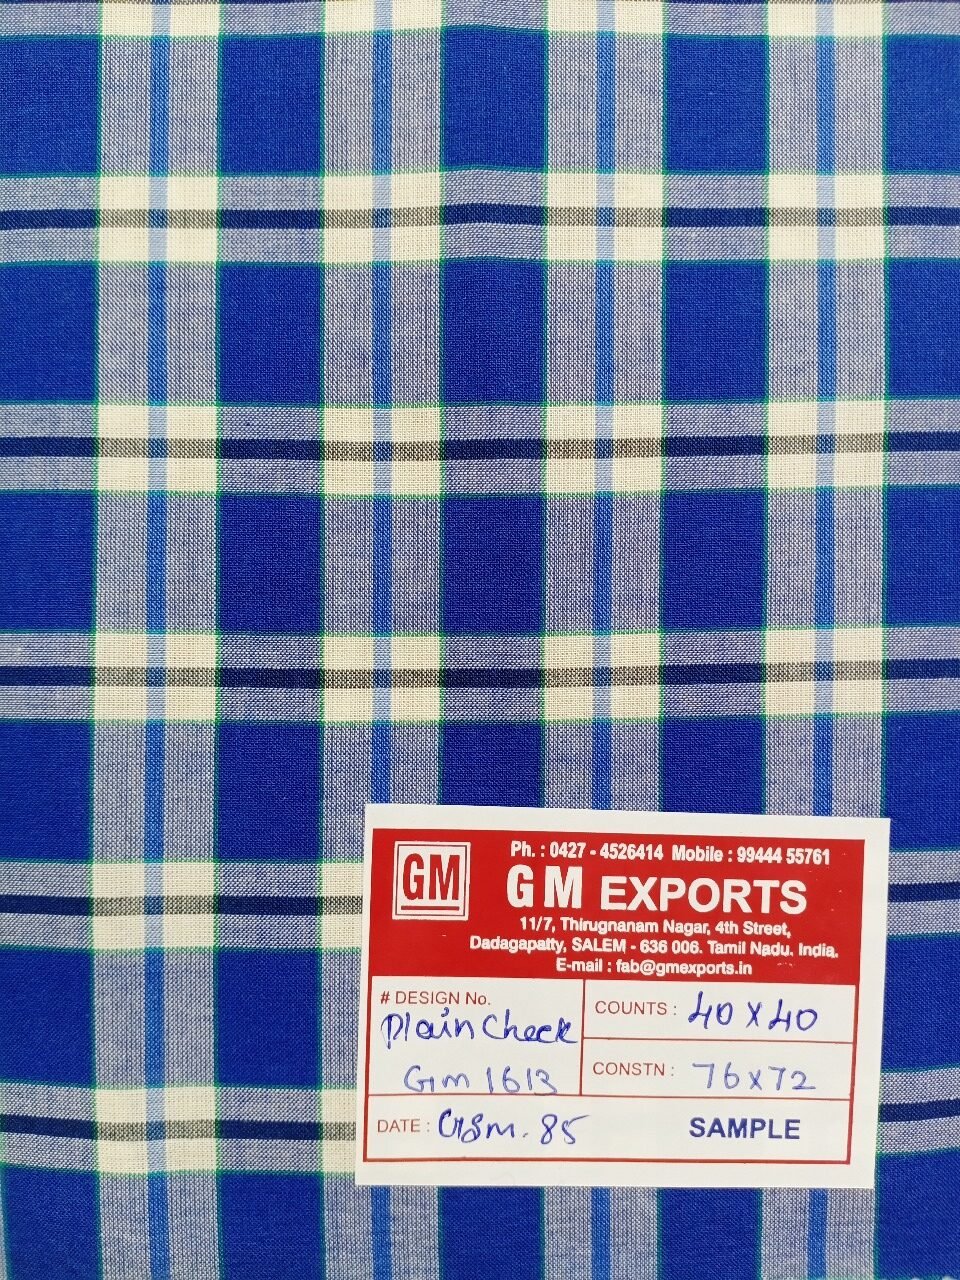 Ph. : 0427 - 4526414 Mobile : 99444 55761
GM
G M EXPORTS
11/7, Thirugnanam Nagar, 4th Street,
Dadagapatty, SALEM - 636 006. Tamil Nadu. India.
E-mail : fab@gmexports.in
# DESIGN No.
Plain Check
Gm 1613
COUNTS : 40 x 40
CONSTN : 76 x 72
DATE : GSm. 85
SAMPLE